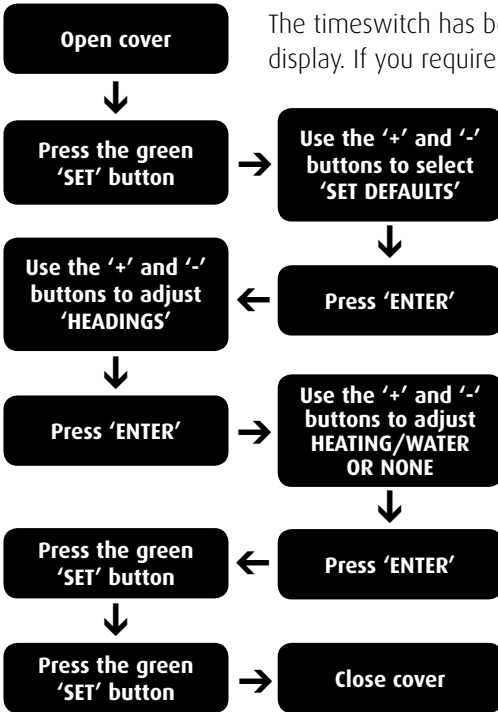 Open cover
The timeswitch has
display. If you require
Press the green
‘SET’ button
Use the ‘+’ and ‘-’
buttons to select
‘SET DEFAULTS’
Press ‘ENTER’
Use the ‘+’ and ‘-’
buttons to adjust
‘HEADINGS’
Press ‘ENTER’
Use the ‘+’ and ‘-‘
buttons to adjust
HEATING/WATER
OR NONE
Press ‘ENTER’
Press the green
‘SET’ button
Press the green
‘SET’ button
Close cover